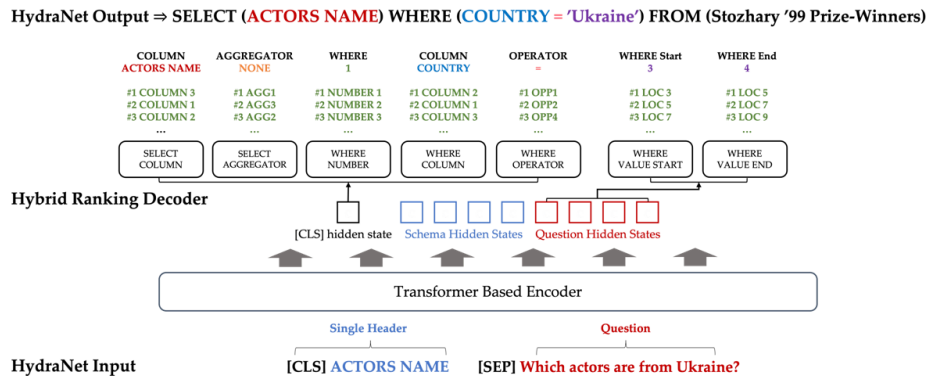 HydraNet Output ⇒ SELECT (ACTORS NAME) WHERE (COUNTRY = 'Ukraine') FROM (Stozhary '99 Prize-Winners)
COLUMN AGGREGATOR WHERE COLUMN OPERATOR WHERE Start WHERE End
ACTORS NAME NONE 1 COUNTRY = 3 4
#1 COLUMN 3 #1 AGG1 #1 NUMBER 1 #1 COLUMN 2 #1 OPP1 #1 LOC 3 #1 LOC 5
#2 COLUMN 1 #2 AGG3 #2 NUMBER 2 #2 COLUMN 1 #2 OPP2 #2 LOC 5 #2 LOC 7
#3 COLUMN 2 #3 AGG2 #3 NUMBER 3 #3 COLUMN 3 #3 OPP4 #3 LOC 7 #3 LOC 9
... ... ... ... ... ... ...
SELECT SELECT WHERE WHERE WHERE WHERE WHERE
COLUMN AGGREGATOR NUMBER COLUMN OPERATOR VALUE START VALUE END
Hybrid Ranking Decoder
[CLS] hidden state Schema Hidden States Question Hidden States
Transformer Based Encoder
Single Header Question
HydraNet Input [CLS] ACTORS NAME [SEP] Which actors are from Ukraine?